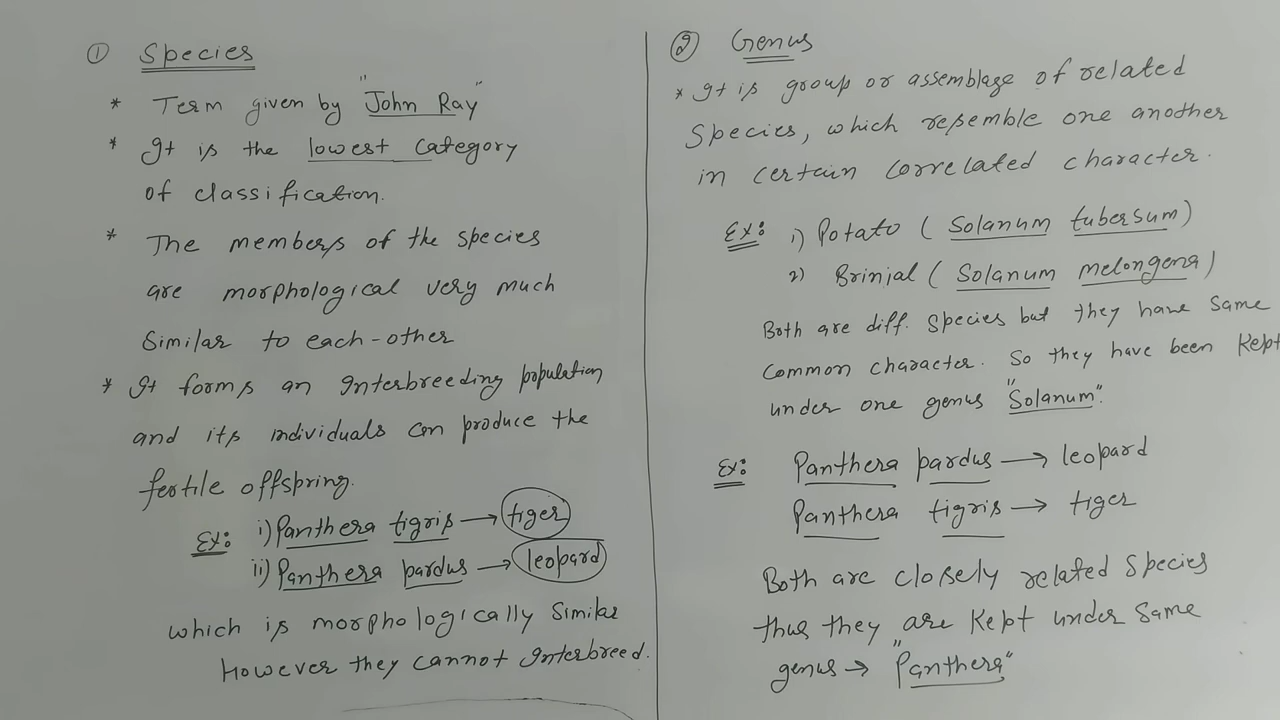 ① Species
* Term given by "John Ray"
* It is the lowest category
of classification.
* The members of the species
are morphological very much
Similar to each-other
* It forms an Interbreeding population
and its individuals can produce the
fertile offspring.
Ex: i) Panthera tigris → tiger
ii) Panthera pardus → leopard
which is morphologically similar
However they cannot Interbreed.
② Genus
* It is group or assemblage of related
Species, which resemble one another
in certain correlated character.
Ex: 1) Potato (Solanum tubersum)
2) Brinjal (Solanum melongena)
Both are diff. species but they have same
common character. So they have been kept
under one genus "Solanum".
Ex: Panthera pardus → leopard
Panthera tigris → tiger
Both are closely related species
thus they are kept under same
genus → "Panthera"